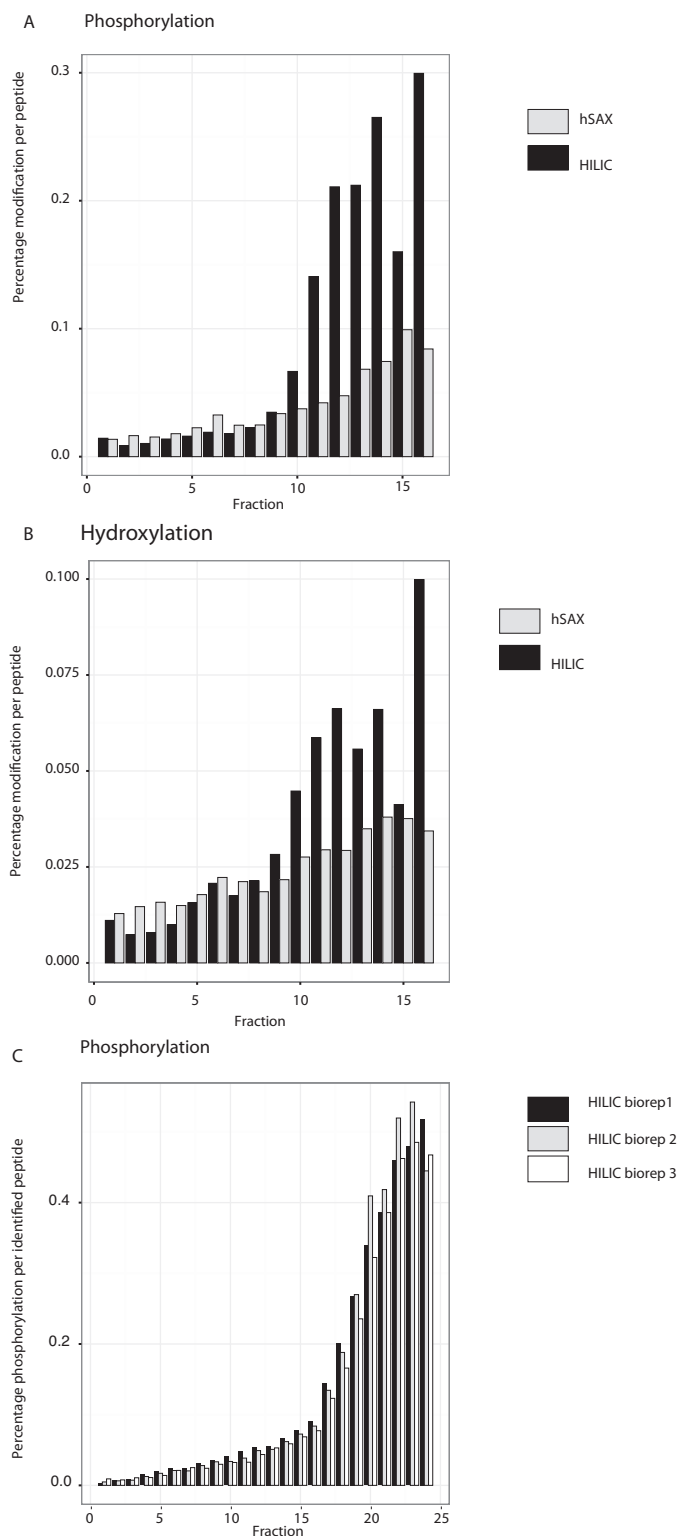 A Phosphorylation
Percentage modification per peptide
0.3
0.2
0.1
0.0
0 5 10 15
Fraction
hSAX
HILIC
B Hydroxylation
Percentage modification per peptide
0.100
0.075
0.050
0.025
0.000
0 5 10 15
Fraction
hSAX
HILIC
C Phosphorylation
Percentage phosphorylation per identified peptide
0.4
0.2
0.0
0 5 10 15 20 25
Fraction
HILIC biorep1
HILIC biorep 2
HILIC biorep 3